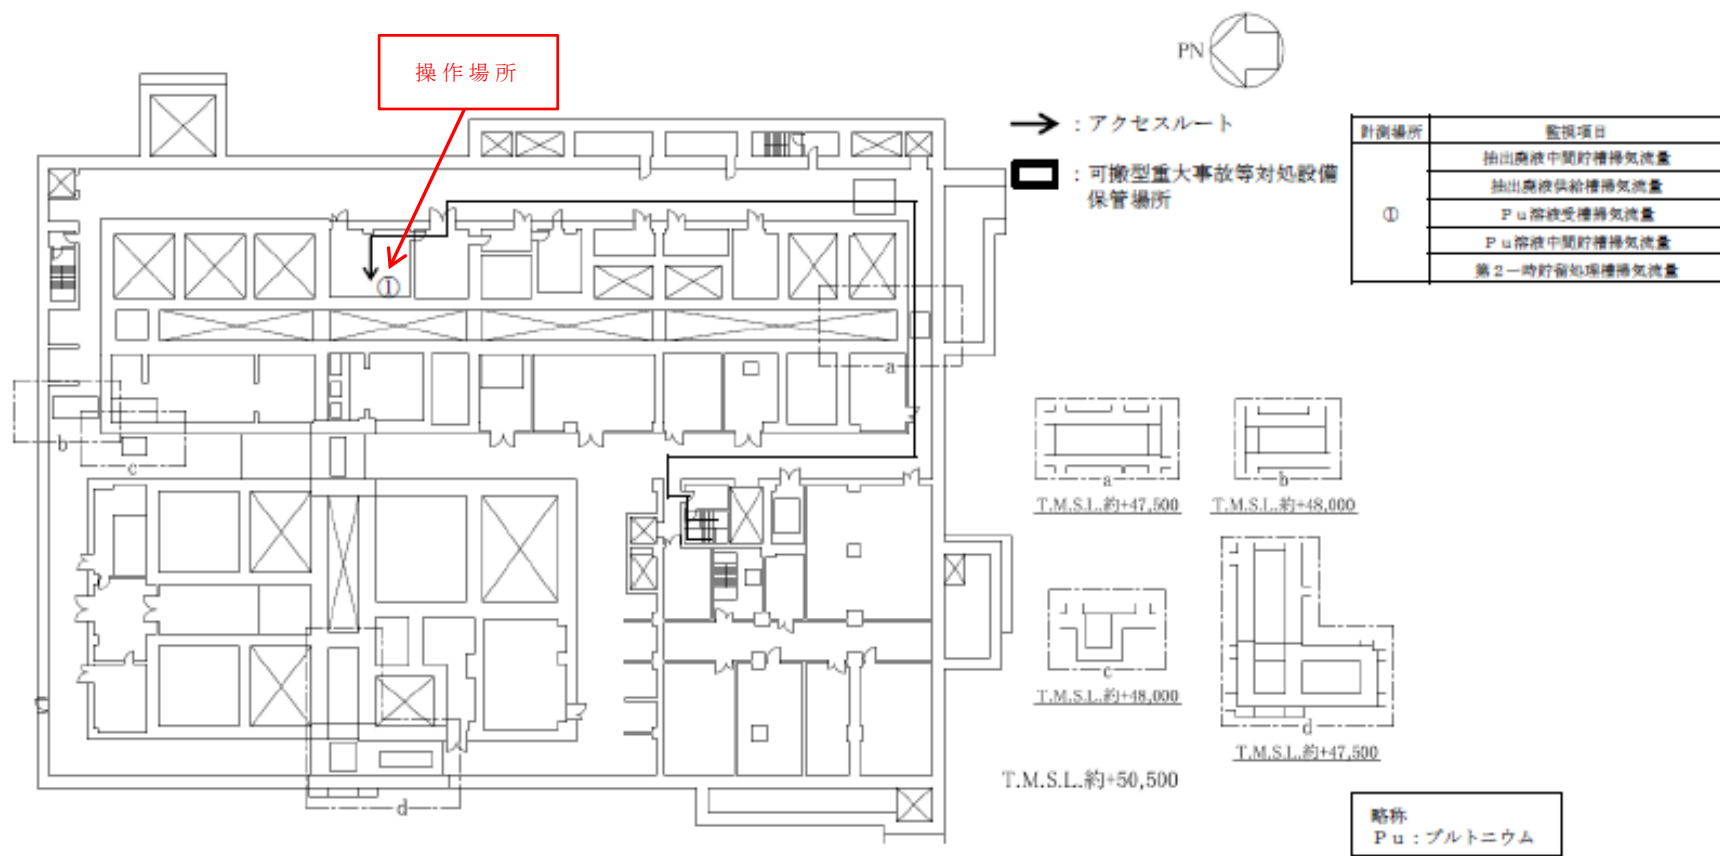 操作場所
PN
：アクセスルート
：可搬型重大事故等対処設備
保管場所
計測場所 監視項目
① 抽出廃液中間貯槽掃気流量
抽出廃液供給槽掃気流量
Ｐｕ溶液受槽掃気流量
Ｐｕ溶液中間貯槽掃気流量
第２一時貯留処理槽掃気流量
①
a
b
c
d
a
T.M.S.L.約+47,500
b
T.M.S.L.約+48,000
c
T.M.S.L.約+48,000
d
T.M.S.L.約+47,500
T.M.S.L.約+50,500
略称
Ｐｕ：プルトニウム